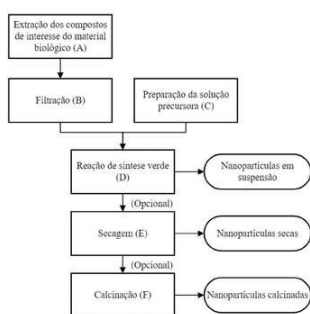 Extração dos compostos
de interesse do material
biológico (A)
Filtração (B)
Preparação da solução
precursora (C)
Reação de síntese verde
(D)
Nanopartículas em
suspensão
(Opcional)
Secagem (E)
Nanopartículas secas
(Opcional)
Calcinação (F)
Nanopartículas calcinadas